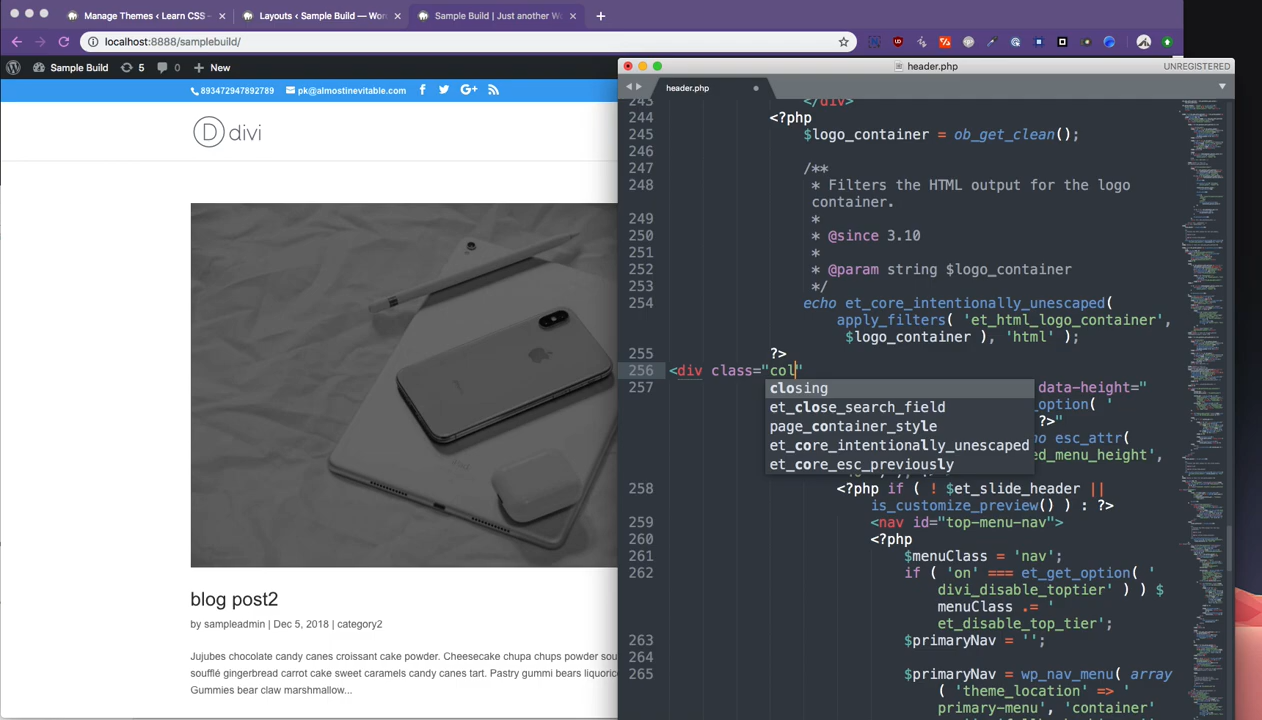 Manage Themes ‹ Learn CSS – × Layouts ‹ Sample Build — Wor × Sample Build | Just another Wo × +
localhost:8888/samplebuild/
Sample Build 5 0 + New
893472947892789 pk@almostinevitable.com
D divi
blog post2
by sampleadmin | Dec 5, 2018 | category2
Jujubes chocolate candy canes croissant cake powder. Cheesecake chupa chups powder sou
soufflé gingerbread carrot cake sweet caramels candy canes tart. Pastry gummi bears liquoric
Gummies bear claw marshmallow...
header.php UNREGISTERED
header.php
243 </div>
244 <?php
245 $logo_container = ob_get_clean();
246
247 /**
248 * Filters the HTML output for the logo
container.
249 *
250 * @since 3.10
251 *
252 * @param string $logo_container
253 */
254 echo et_core_intentionally_unescaped(
apply_filters( 'et_html_logo_container',
$logo_container ), 'html' );
255 ?>
256 <div class="col"
257 data-height="
closing
option( '
et_close_search_field
?>"
page_container_style
o esc_attr(
et_core_intentionally_unescaped
ed_menu_height',
et_core_esc_previously
258 <?php if ( ! $et_slide_header ||
is_customize_preview() ) : ?>
259 <nav id="top-menu-nav">
260 <?php
261 $menuClass = 'nav';
262 if ( 'on' === et_get_option( '
divi_disable_toptier' ) ) $
menuClass .= '
et_disable_top_tier';
263 $primaryNav = '';
264
265 $primaryNav = wp_nav_menu( array
( 'theme_location' => '
primary-menu', 'container'